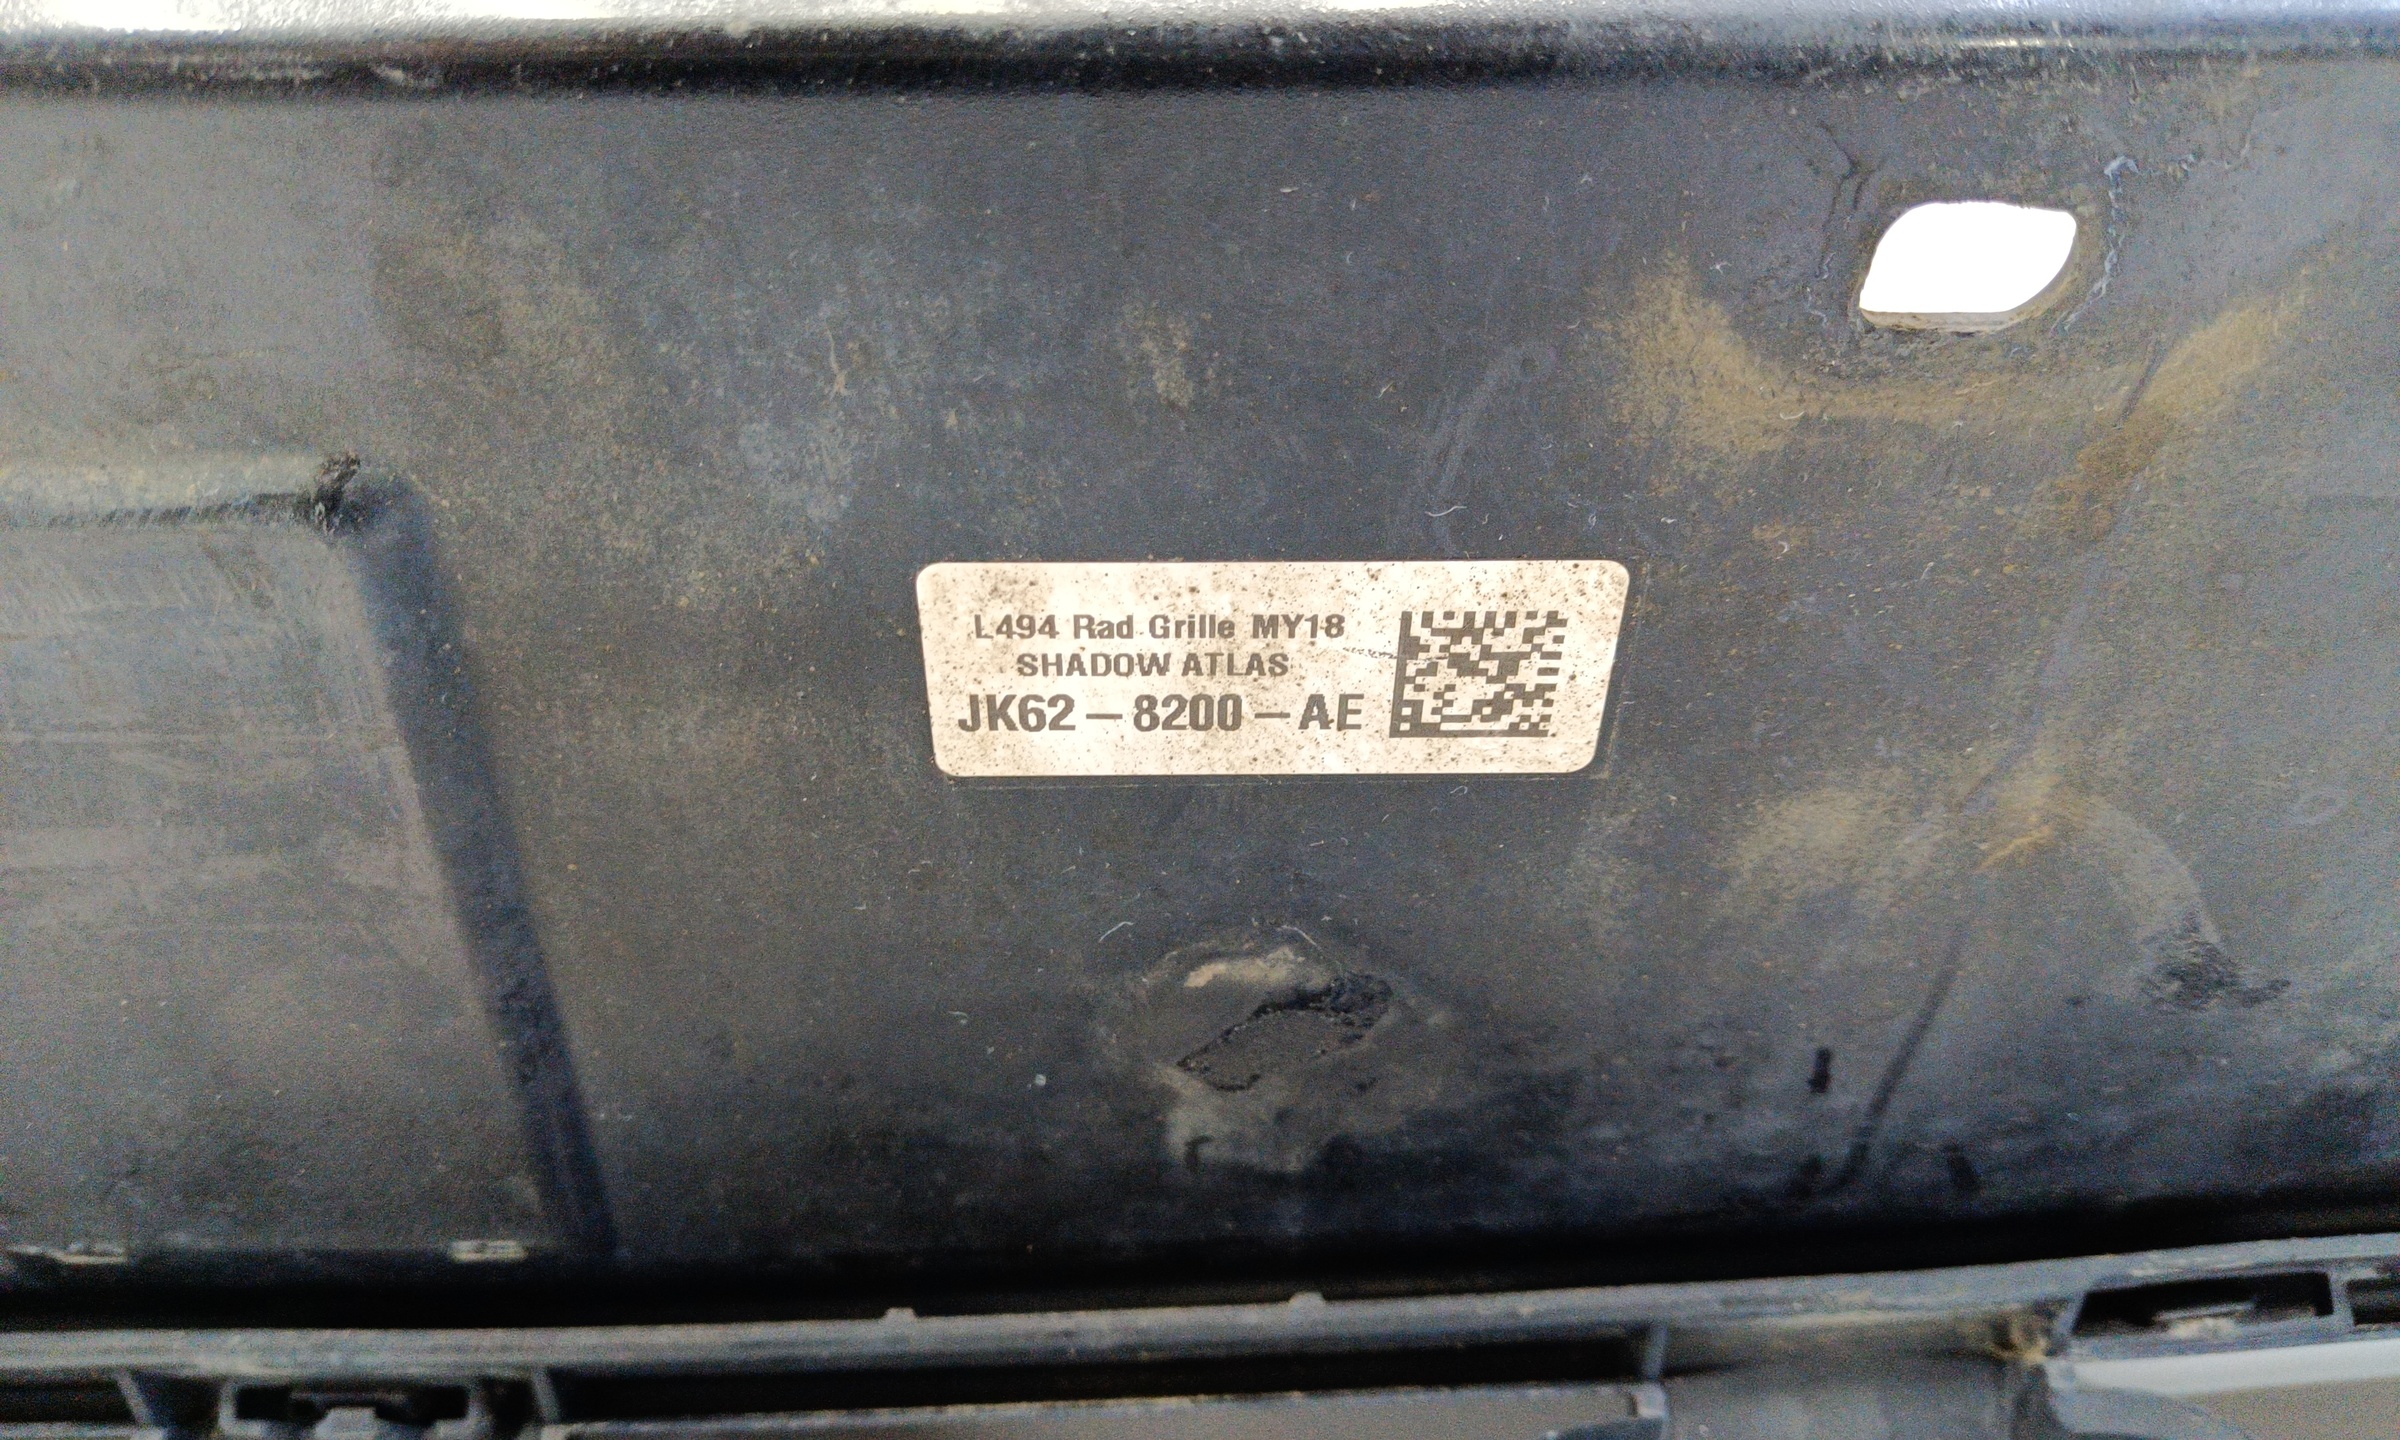 L494 Rad Grille MY18
SHADOW ATLAS
JK62-8200-AE